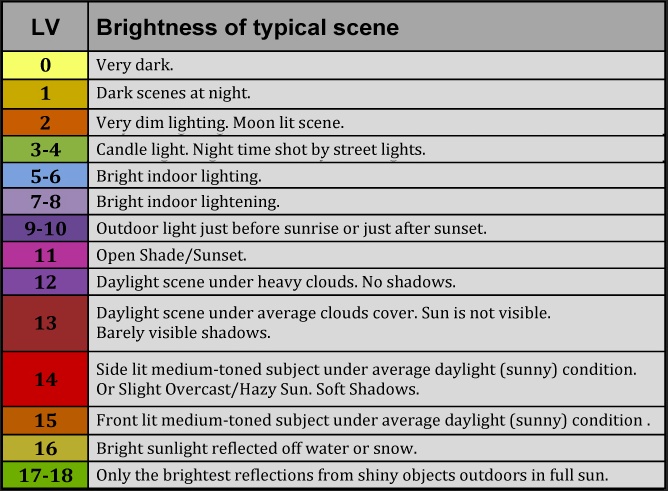 LV Brightness of typical scene
0 Very dark.
1 Dark scenes at night.
2 Very dim lighting. Moon lit scene.
3-4 Candle light. Night time shot by street lights.
5-6 Bright indoor lighting.
7-8 Bright indoor lightening.
9-10 Outdoor light just before sunrise or just after sunset.
11 Open Shade/Sunset.
12 Daylight scene under heavy clouds. No shadows.
13 Daylight scene under average clouds cover. Sun is not visible.
Barely visible shadows.
14 Side lit medium-toned subject under average daylight (sunny) condition.
Or Slight Overcast/Hazy Sun. Soft Shadows.
15 Front lit medium-toned subject under average daylight (sunny) condition .
16 Bright sunlight reflected off water or snow.
17-18 Only the brightest reflections from shiny objects outdoors in full sun.